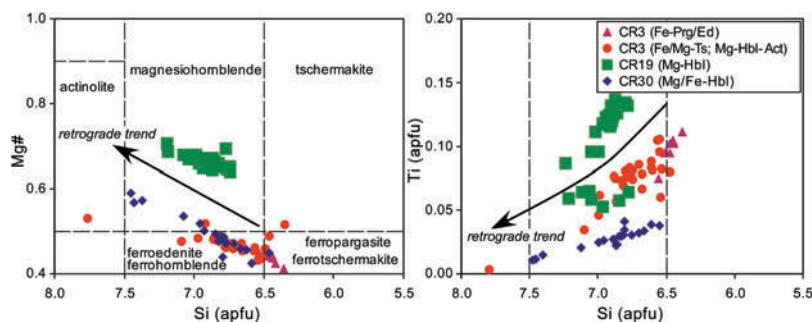 Mg#
1.0
0.8
0.6
0.4
8.0
7.5
7.0
6.5
6.0
5.5
Si (apfu)
actinolite
magnesiohornblende
tschermakite
retrograde trend
ferroedenite
ferrohornblende
ferropargasite
ferrotschermakite
Ti (apfu)
0.20
0.15
0.10
0.05
0.00
8.0
7.5
7.0
6.5
6.0
5.5
Si (apfu)
CR3 (Fe-Prg/Ed)
CR3 (Fe/Mg-Ts; Mg-Hbl-Act)
CR19 (Mg-Hbl)
CR30 (Mg/Fe-Hbl)
retrograde trend